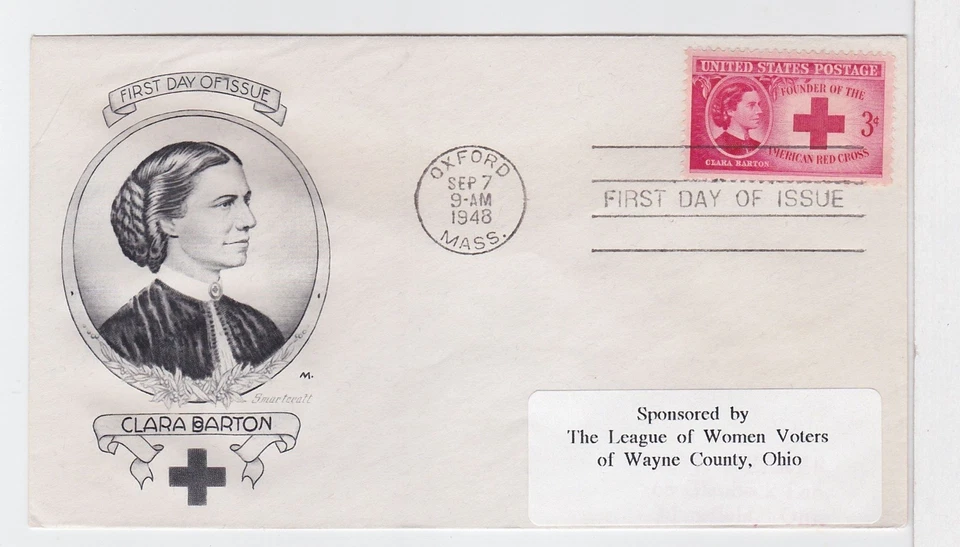 FIRST DAY OF ISSUE
M.
Smartcraft
CLARA BARTON
OXFORD
SEP 7
9-AM
1948
MASS.
UNITED STATES POSTAGE
FOUNDER OF THE
3¢
AMERICAN RED CROSS
CLARA BARTON
FIRST DAY OF ISSUE
Sponsored by
The League of Women Voters
of Wayne County, Ohio